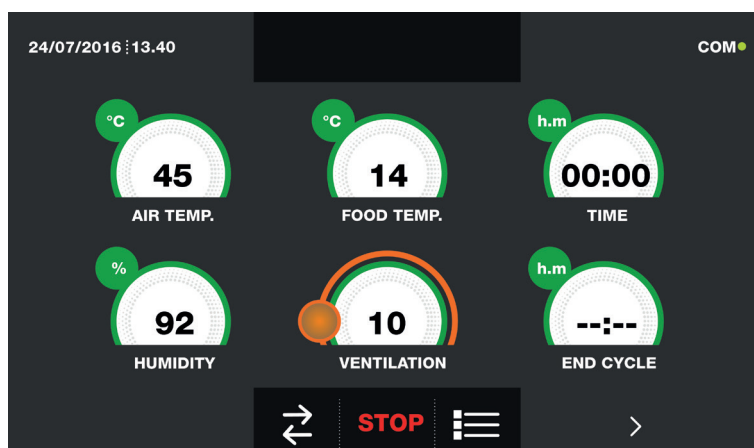 24/07/2016 13.40
COM
°C
°C
h.m
45
14
00:00
AIR TEMP.
FOOD TEMP.
TIME
%
h.m
92
10
--:--
HUMIDITY
VENTILATION
END CYCLE
STOP